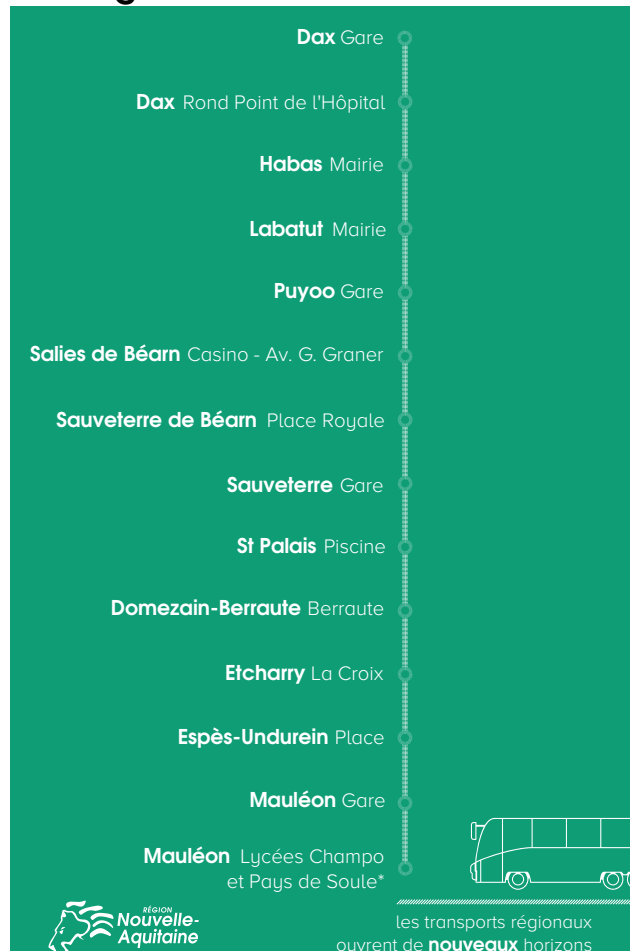 Dax Gare
Dax Rond Point de l'Hôpital
Habas Mairie
Labatut Mairie
Puyoo Gare
Salies de Béarn Casino - Av. G. Graner
Sauveterre de Béarn Place Royale
Sauveterre Gare
St Palais Piscine
Domezain-Berraute Berraute
Etcharry La Croix
Espès-Undurein Place
Mauléon Gare
Mauléon Lycées Champo
et Pays de Soule*
RÉGION
Nouvelle-
Aquitaine
les transports régionaux
ouvrent de nouveaux horizons